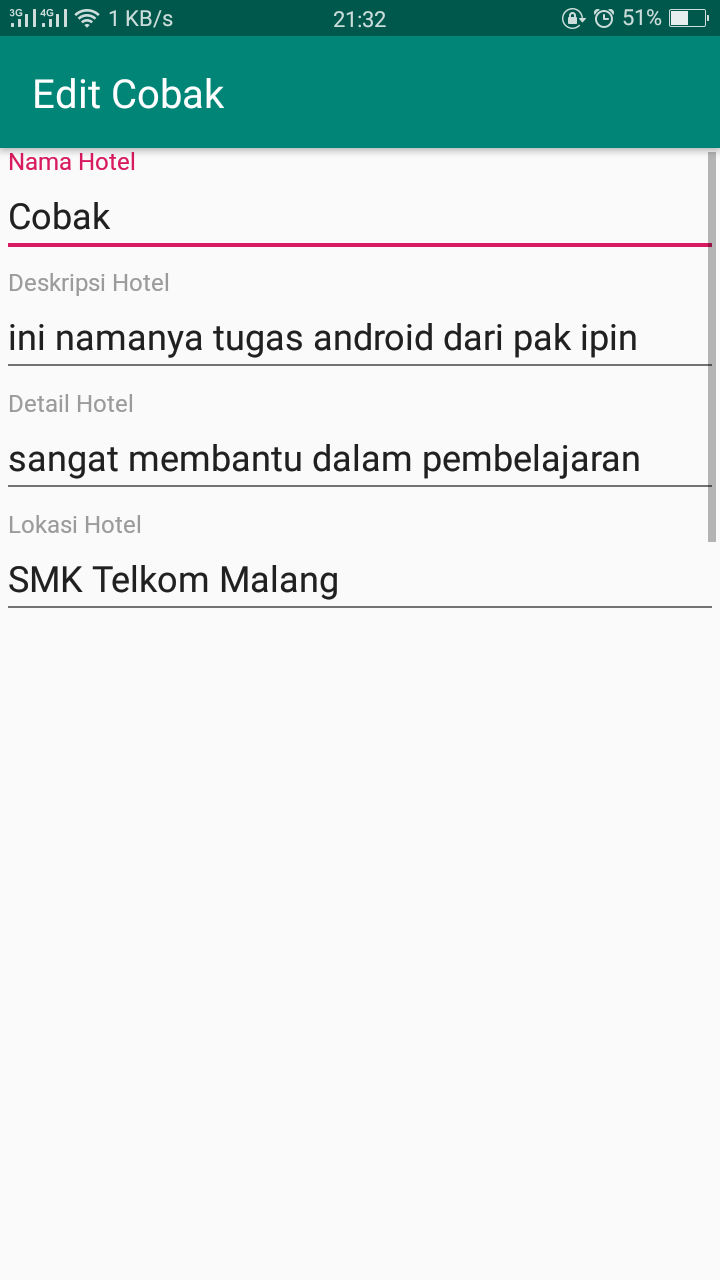 3G 4G 1 KB/s 21:32 51%
Edit Cobak
Nama Hotel
Cobak
Deskripsi Hotel
ini namanya tugas android dari pak ipin
Detail Hotel
sangat membantu dalam pembelajaran
Lokasi Hotel
SMK Telkom Malang